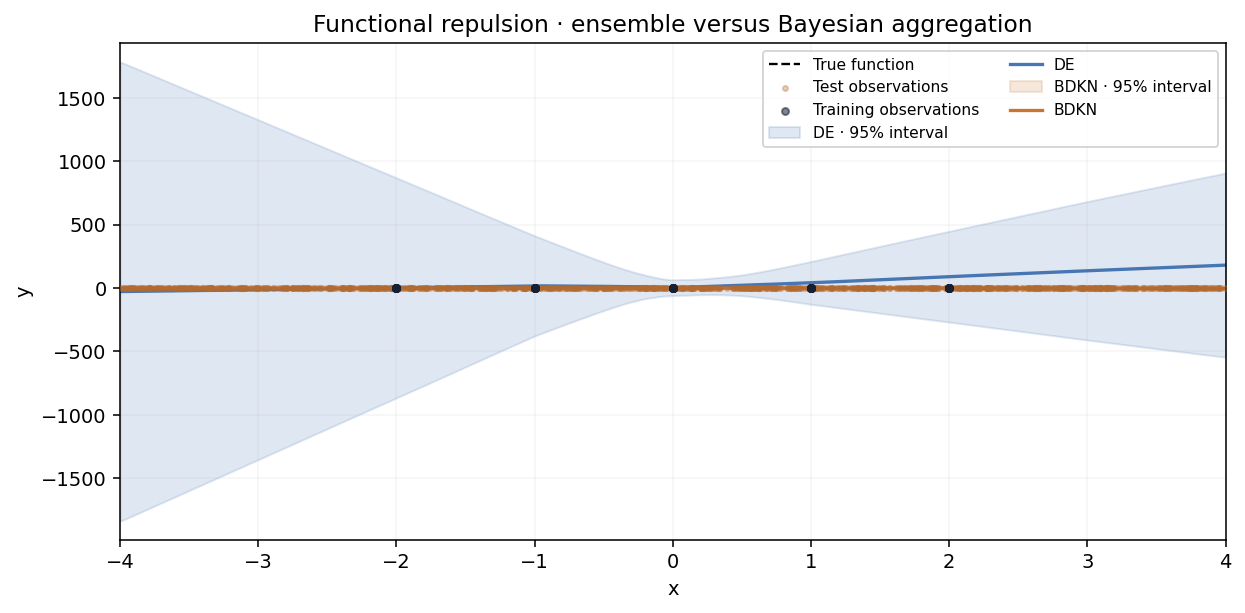 Functional repulsion · ensemble versus Bayesian aggregation
True function
Test observations
Training observations
DE · 95% interval
DE
BDKN · 95% interval
BDKN
y
1500
1000
500
0
−500
−1000
−1500
−4
−3
−2
−1
0
1
2
3
4
x